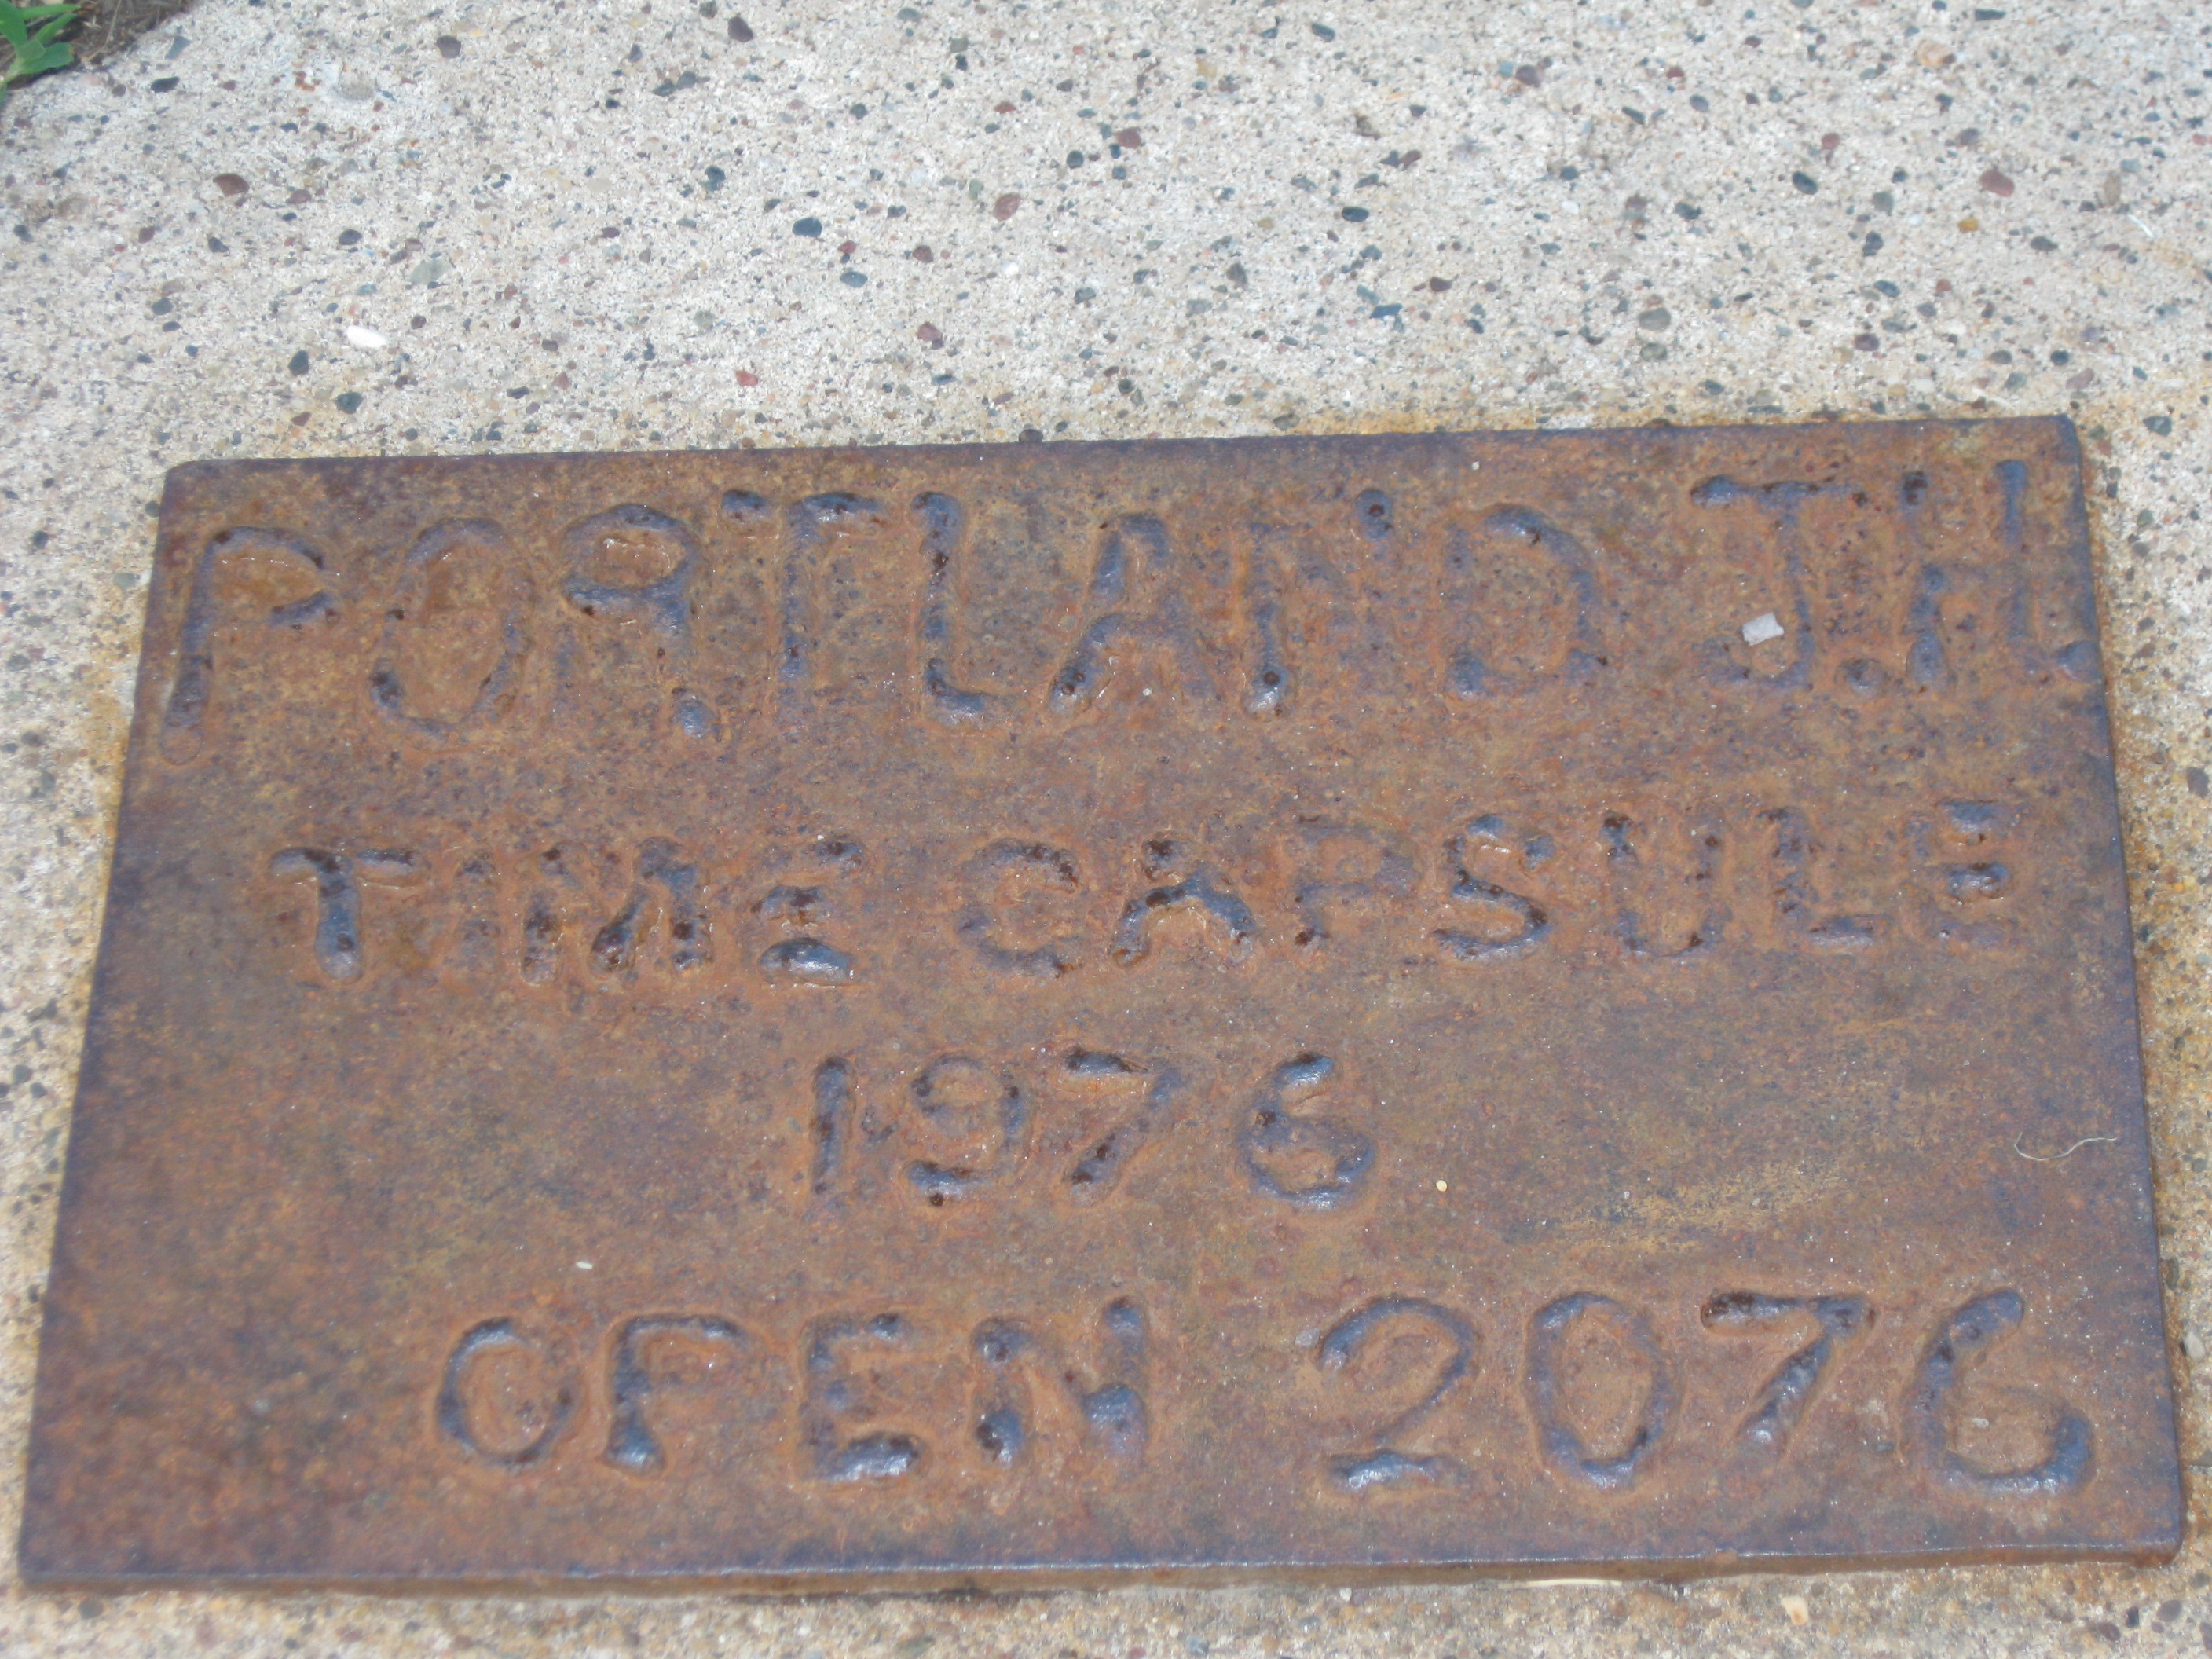 PORTLAND J.H.
TIME CAPSULE
1976
OPEN 2076